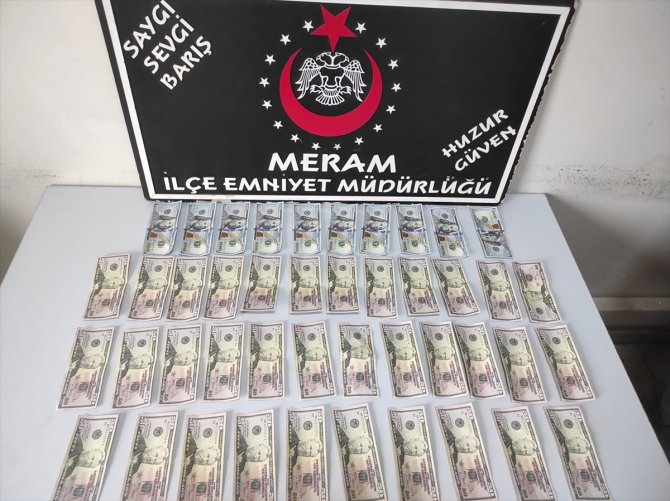 SAYGI
SEVGİ
BARIŞ
HUZUR
GÜVEN
MERAM
İLÇE EMNİYET MÜDÜRLÜĞÜ